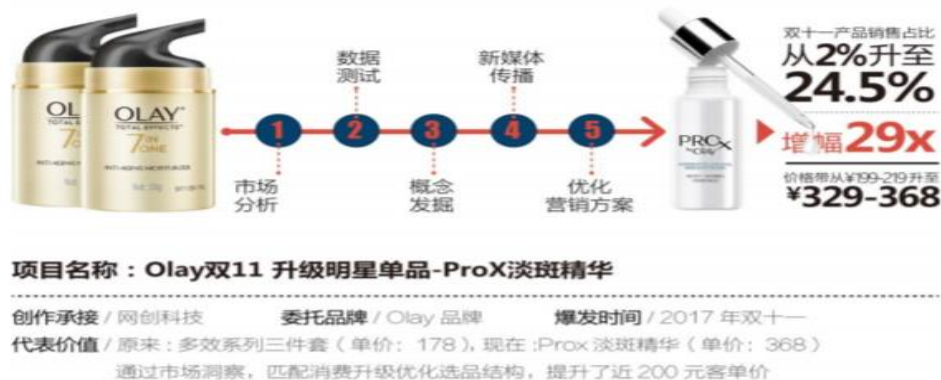 双十一产品销售占比
从2%升至
24.5%
增幅29x
价格带从¥199-219升至
¥329-368
数据
测试
新媒体
传播
1 2 3 4 5
市场
分析
概念
发掘
优化
营销方案
OLAY
TOTAL EFFECTS
7 IN ONE
ANTI-AGING MOISTURIZER
PROX
by OLAY
项目名称：Olay双11 升级明星单品-ProX淡斑精华
创作承接 / 网创科技 委托品牌 / Olay 品牌 爆发时间 / 2017 年双十一
代表价值 / 原来：多效系列三件套（单价：178），现在：Prox 淡斑精华（单价：368）
通过市场洞察，匹配消费升级优化选品结构，提升了近 200 元客单价